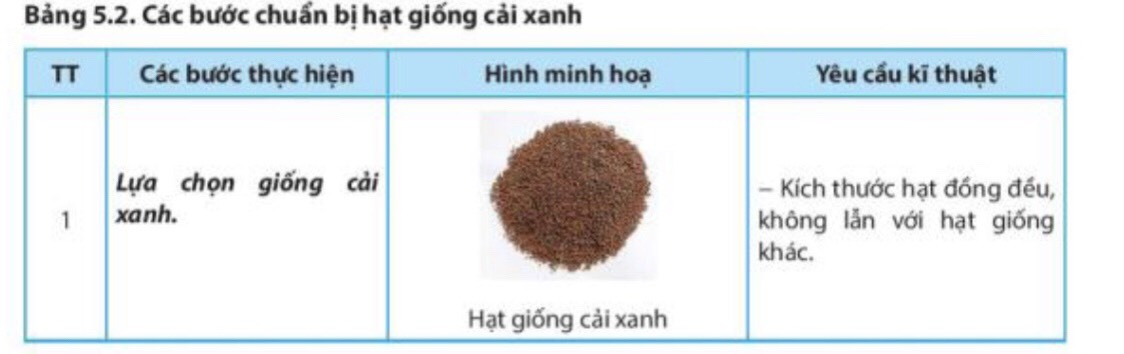 Bảng 5.2. Các bước chuẩn bị hạt giống cải xanh
TT
Các bước thực hiện
Hình minh hoạ
Yêu cầu kĩ thuật
1
Lựa chọn giống cải
xanh.
Hạt giống cải xanh
– Kích thước hạt đồng đều,
không lẫn với hạt giống
khác.